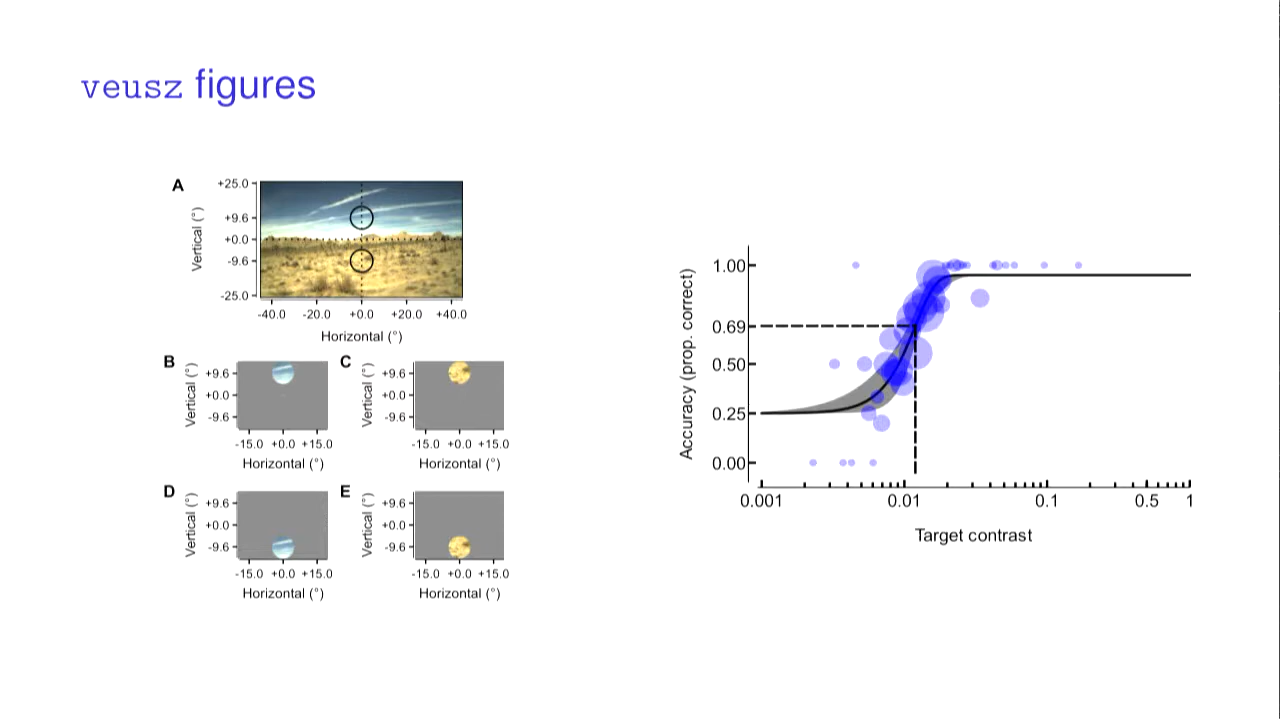 veusz figures
A
+25.0
+9.6
+0.0
-9.6
-25.0
Vertical (°)
-40.0 -20.0 +0.0 +20.0 +40.0
Horizontal (°)
B
+9.6
+0.0
-9.6
Vertical (°)
-15.0 +0.0 +15.0
Horizontal (°)
C
+9.6
+0.0
-9.6
Vertical (°)
-15.0 +0.0 +15.0
Horizontal (°)
D
+9.6
+0.0
-9.6
Vertical (°)
-15.0 +0.0 +15.0
Horizontal (°)
E
+9.6
+0.0
-9.6
Vertical (°)
-15.0 +0.0 +15.0
Horizontal (°)
Accuracy (prop. correct)
1.00
0.69
0.50
0.25
0.00
0.001 0.01 0.1 0.5 1
Target contrast